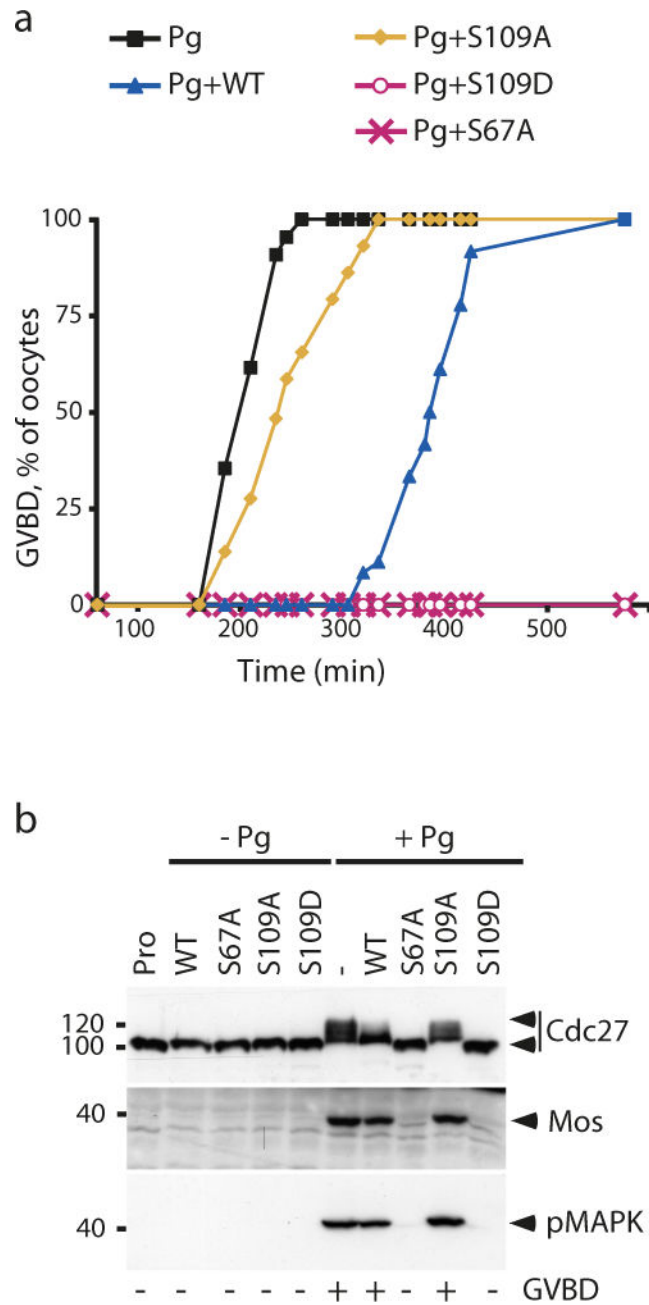 a
Pg
Pg+S109A
Pg+WT
Pg+S109D
Pg+S67A
GVBD, % of oocytes
100
75
50
25
0
100 200 300 400 500
Time (min)
b
- Pg + Pg
Pro WT S67A S109A S109D - WT S67A S109A S109D
120
100
Cdc27
40
Mos
40
pMAPK
- - - - - + + - + - GVBD